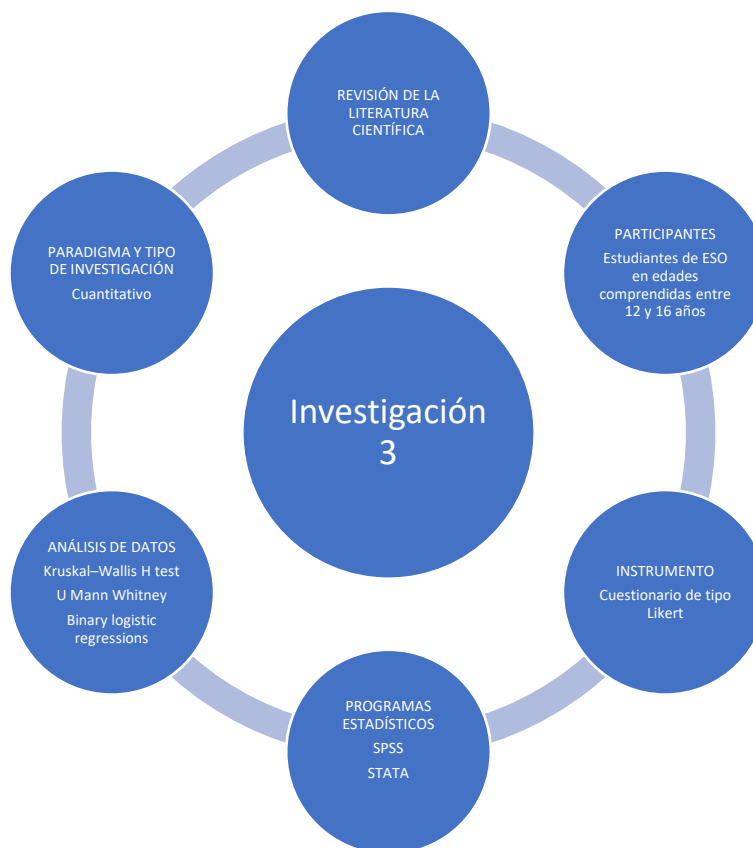 REVISIÓN DE LA
LITERATURA
CIENTÍFICA
PARTICIPANTES
Estudiantes de ESO
en edades
comprendidas entre
12 y 16 años
INSTRUMENTO
Cuestionario de tipo
Likert
PROGRAMAS
ESTADÍSTICOS
SPSS
STATA
ANÁLISIS DE DATOS
Kruskal–Wallis H test
U Mann Whitney
Binary logistic
regressions
PARADIGMA Y TIPO
DE INVESTIGACIÓN
Cuantitativo
Investigación
3